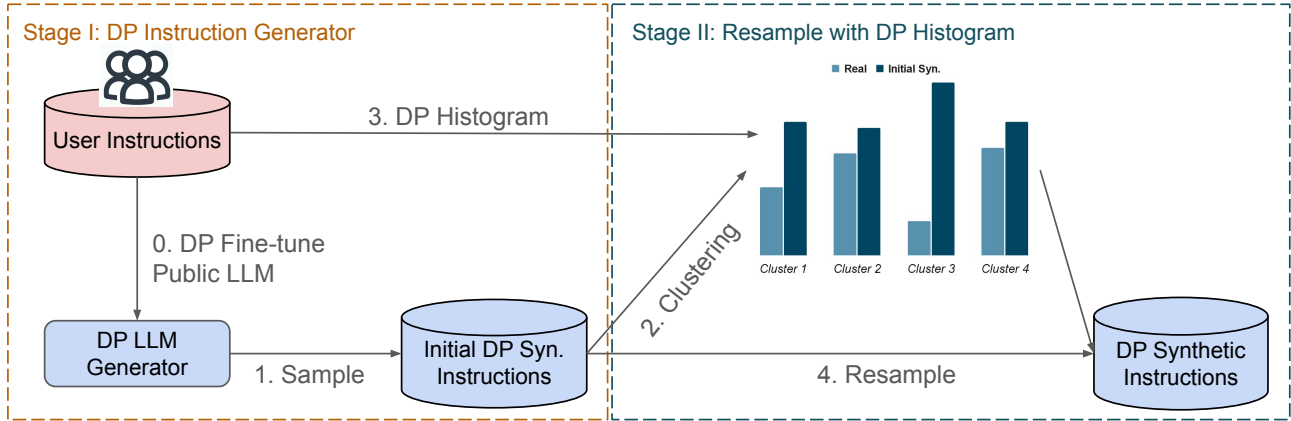 Stage I: DP Instruction Generator
User Instructions
3. DP Histogram
0. DP Fine-tune
Public LLM
DP LLM
Generator
1. Sample
Initial DP Syn.
Instructions
Stage II: Resample with DP Histogram
Real
Initial Syn.
Cluster 1
Cluster 2
Cluster 3
Cluster 4
2. Clustering
4. Resample
DP Synthetic
Instructions